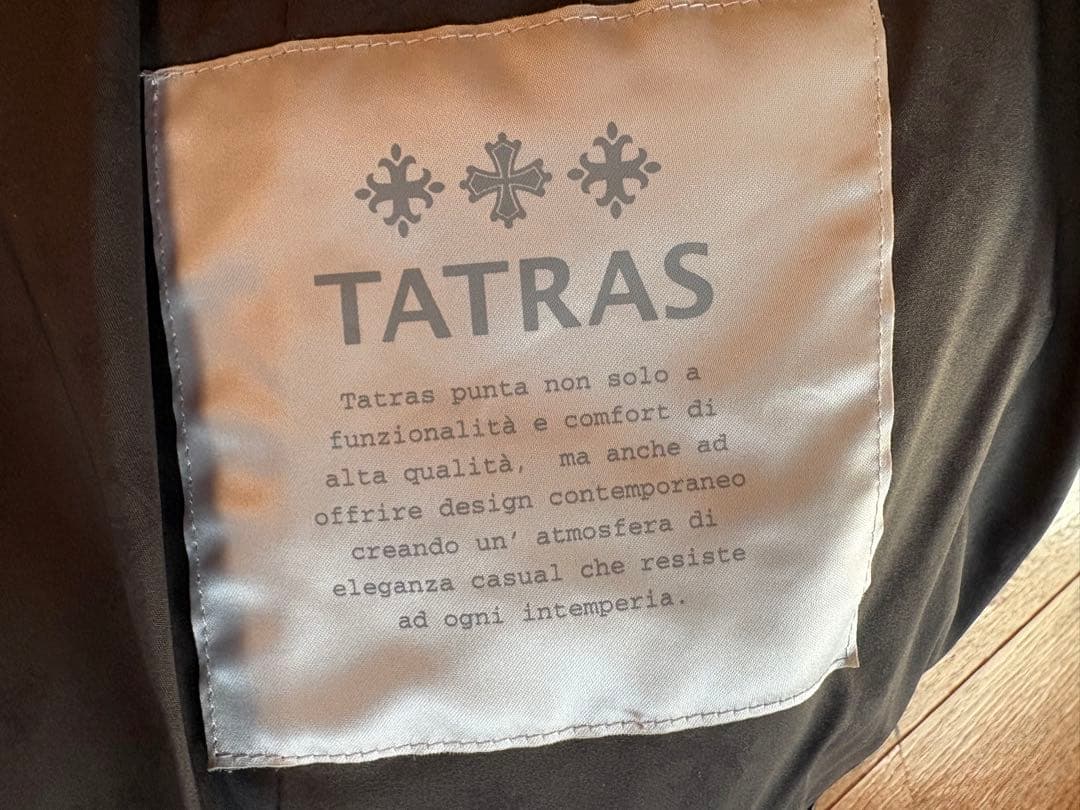 TATRAS
Tatras punta non solo a
funzionalità e comfort di
alta qualità, ma anche ad
offrire design contemporaneo
creando un' atmosfera di
eleganza casual che resiste
ad ogni intemperia.